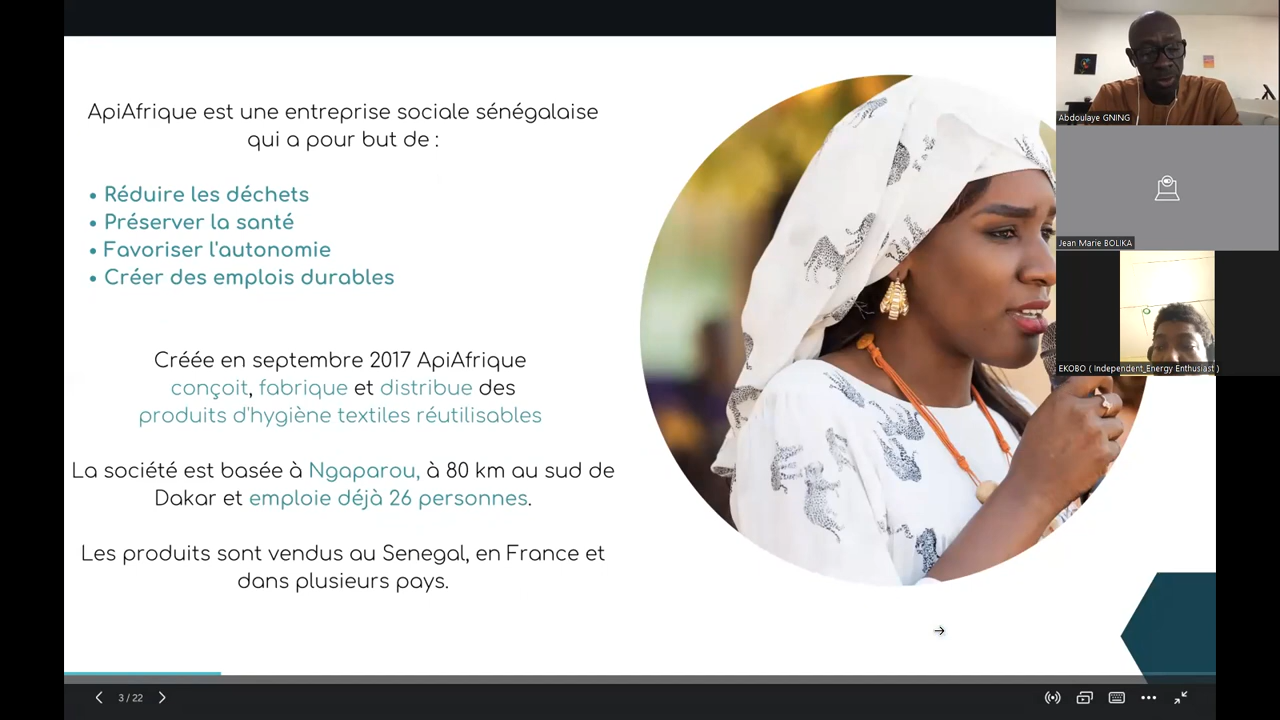 ApiAfrique est une entreprise sociale sénégalaise
qui a pour but de :
• Réduire les déchets
• Préserver la santé
• Favoriser l'autonomie
• Créer des emplois durables
Créée en septembre 2017 ApiAfrique
conçoit, fabrique et distribue des
produits d'hygiène textiles réutilisables
La société est basée à Ngaparou, à 80 km au sud de
Dakar et emploie déjà 26 personnes.
Les produits sont vendus au Senegal, en France et
dans plusieurs pays.
3 / 22
Abdoulaye GNING
Jean Marie BOLIKA
EKOBO ( Independent_Energy Enthusiast )